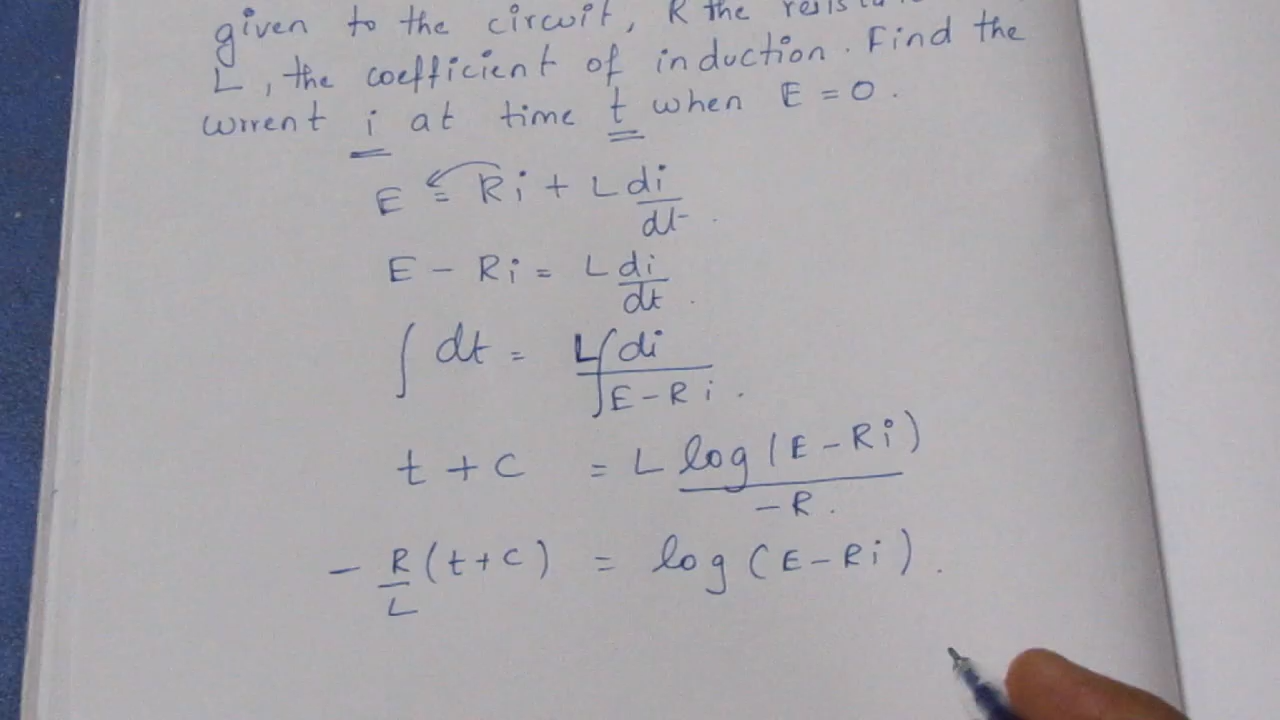 given to the circuit, R the
L, the coefficient of induction. Find the
current i at time t when E = 0.
E = Ri + L di/dt.
E - Ri = L di/dt.
∫ dt = L∫ di/E - Ri.
t + c = L log(E - Ri)/-R.
- R/L (t + c) = log(E - Ri).